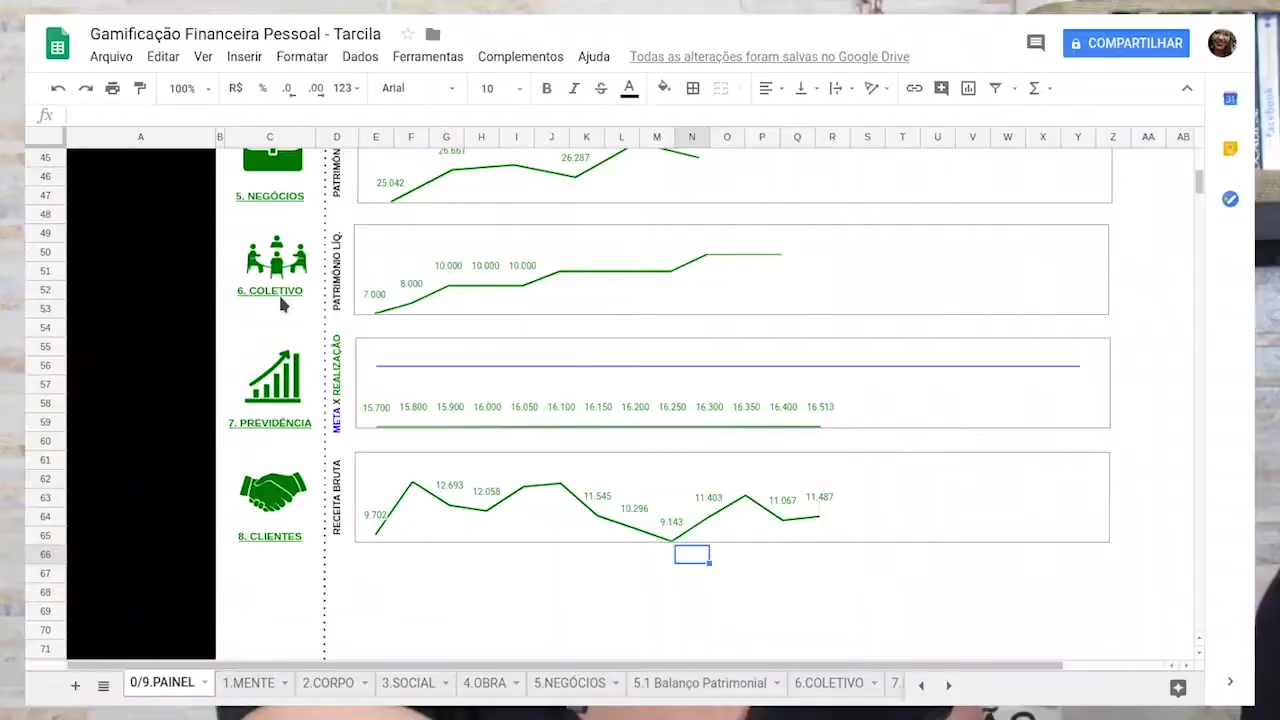 Gamificação Financeira Pessoal - Tarcila
Arquivo Editar Ver Inserir Formatar Dados Ferramentas Complementos Ajuda Todas as alterações foram salvas no Google Drive
COMPARTILHAR
100% R$ % .0 .00 123 Arial 10 B I S A
fx
A B C D E F G H I J K L M N O P Q R S T U V W X Y Z AA AB
45
46
47
48
49
50
51
52
53
54
55
56
57
58
59
60
61
62
63
64
65
66
67
68
69
70
71
5. NEGÓCIOS
25.042 26.661 26.287
6. COLETIVO
PATRIMÔNIO LÍQ.
7.000 8.000 10.000 10.000 10.000
7. PREVIDÊNCIA
META X REALIZAÇÃO
15.700 15.800 15.900 16.000 16.050 16.100 16.150 16.200 16.250 16.300 16.350 16.400 16.513
8. CLIENTES
RECEITA BRUTA
9.702 12.693 12.058 11.545 10.296 9.143 11.403 11.067 11.487
31
facebook
+ 0/9.PAINEL 1.MENTE 2.CORPO 3.SOCIAL 4.OBRA 5.NEGÓCIOS 5.1 Balanço Patrimonial 6.COLETIVO 7.